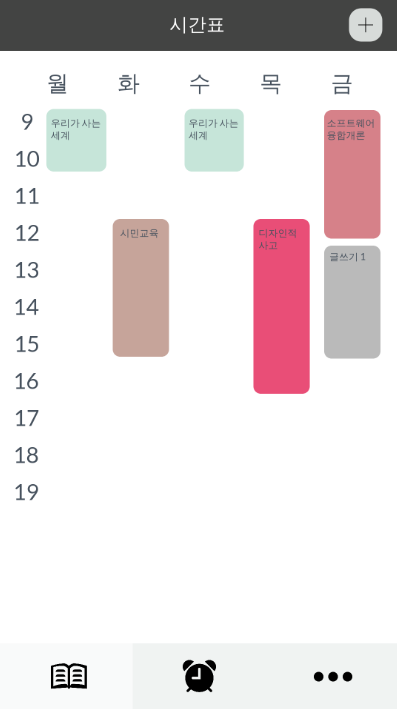 시간표
월 화 수 목 금
9
10
11
12
13
14
15
16
17
18
19
우리가 사는
세계
우리가 사는
세계
소프트웨어
융합개론
시민교육
디자인적
사고
글쓰기 1